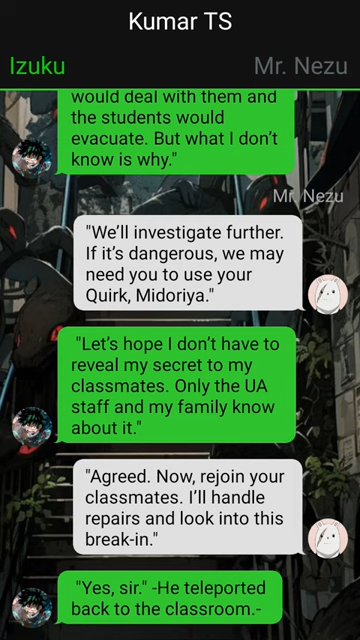 Kumar TS
Izuku
Mr. Nezu
would deal with them and
the students would
evacuate. But what I don't
know is why."
Mr. Nezu
"We'll investigate further.
If it's dangerous, we may
need you to use your
Quirk, Midoriya."
"Let's hope I don't have to
reveal my secret to my
classmates. Only the UA
staff and my family know
about it."
"Agreed. Now, rejoin your
classmates. I'll handle
repairs and look into this
break-in."
"Yes, sir." -He teleported
back to the classroom.-